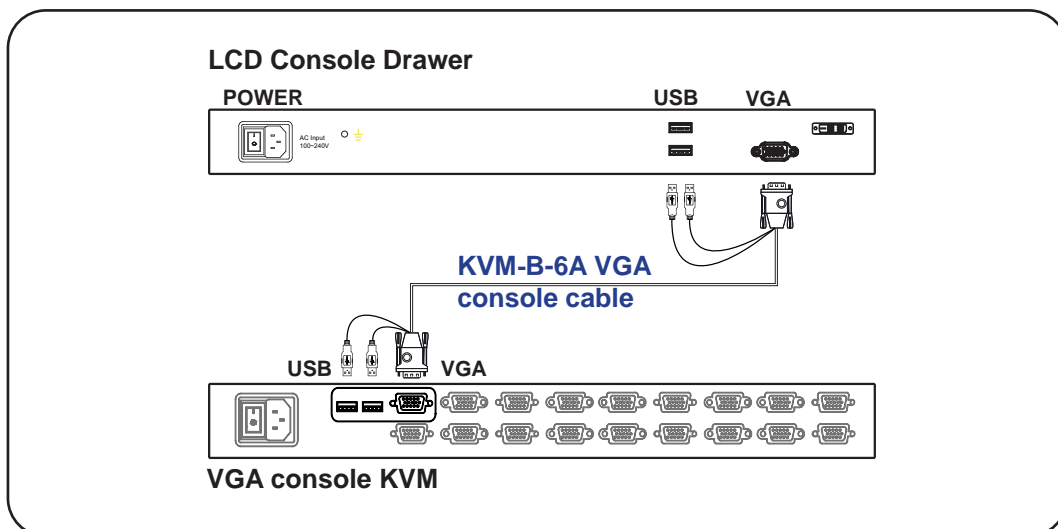 LCD Console Drawer
POWER
USB
VGA
AC Input
100~240V
KVM-B-6A VGA
console cable
USB
VGA
VGA console KVM